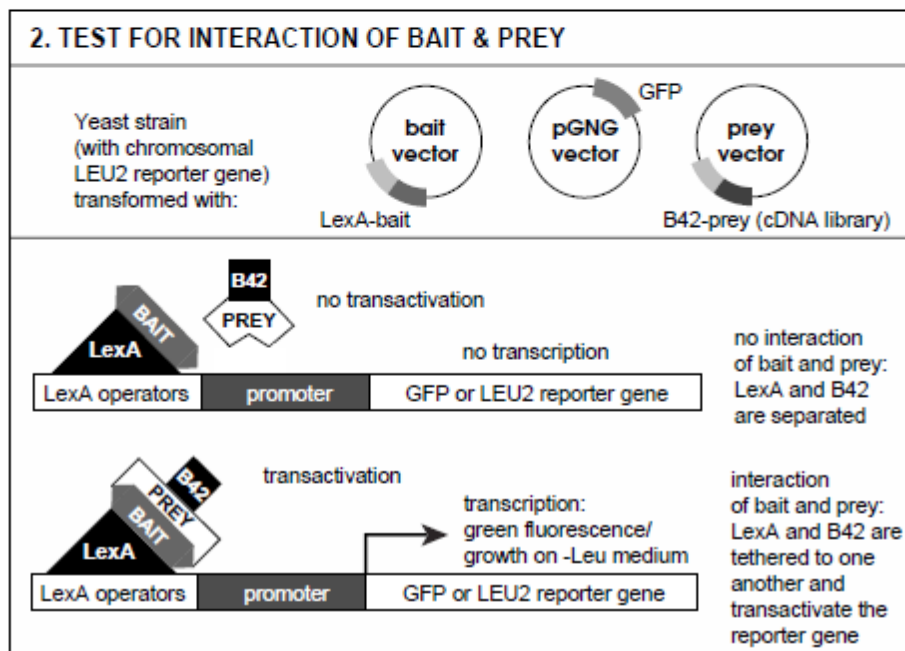 2. TEST FOR INTERACTION OF BAIT & PREY
Yeast strain
(with chromosomal
LEU2 reporter gene)
transformed with:
bait
vector
LexA-bait
pGNG
vector
GFP
prey
vector
B42-prey (cDNA library)
B42
PREY
BAIT
LexA
no transactivation
no transcription
LexA operators
promoter
GFP or LEU2 reporter gene
no interaction
of bait and prey:
LexA and B42
are separated
B42
PREY
BAIT
LexA
transactivation
transcription:
green fluorescence/
growth on -Leu medium
LexA operators
promoter
GFP or LEU2 reporter gene
interaction
of bait and prey:
LexA and B42 are
tethered to one
another and
transactivate the
reporter gene